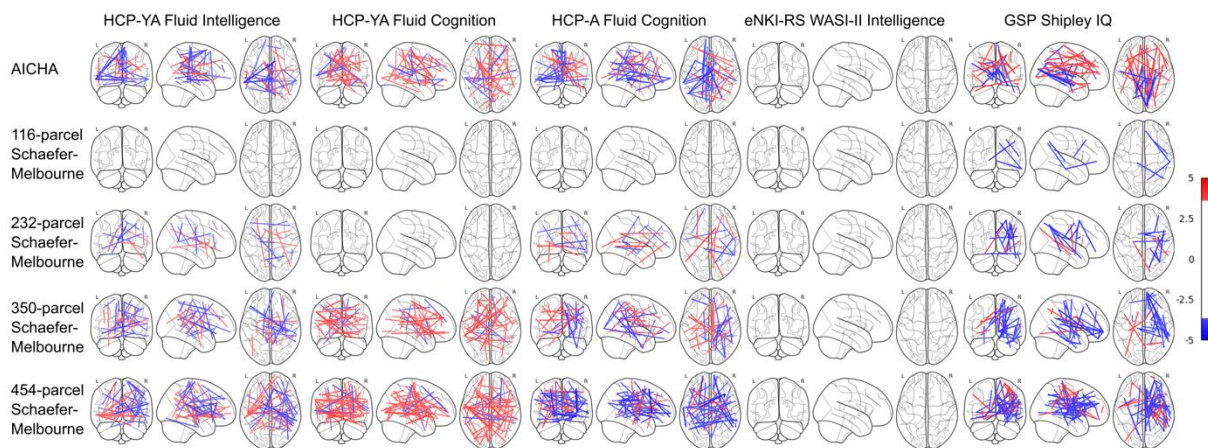 HCP-YA Fluid Intelligence HCP-YA Fluid Cognition HCP-A Fluid Cognition eNKI-RS WASI-II Intelligence GSP Shipley IQ
L R L R L R L R L R L R L R L R L R L R
AICHA
L R L R L R L R L R L R L R L R L R L R
116-parcel
Schaefer-
Melbourne
5
L R L R L R L R L R L R L R L R L R L R
232-parcel
Schaefer-
Melbourne
2.5
0
L R L R L R L R L R L R L R L R L R L R
350-parcel
Schaefer-
Melbourne
-2.5
-5
L R L R L R L R L R L R L R L R L R L R
454-parcel
Schaefer-
Melbourne